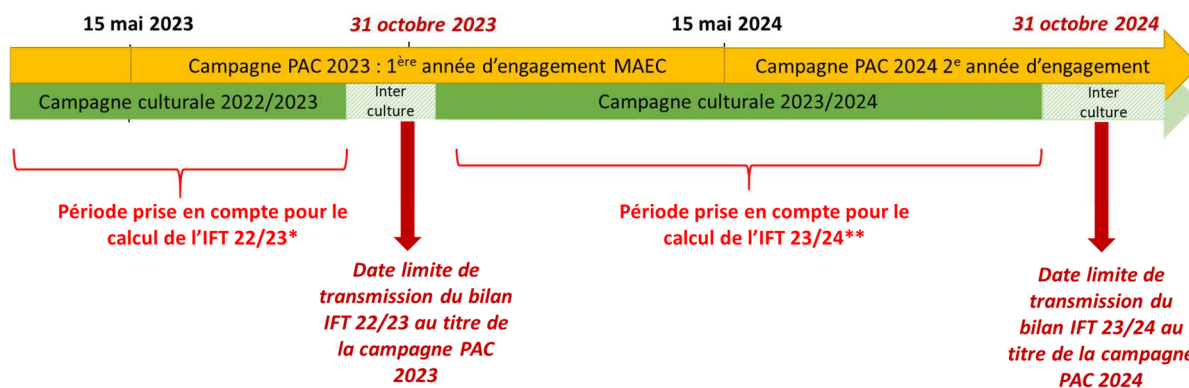 15 mai 2023
31 octobre 2023
15 mai 2024
31 octobre 2024
Campagne PAC 2023 : 1ère année d'engagement MAEC
Campagne PAC 2024 2e année d'engagement
Campagne culturale 2022/2023
Inter
culture
Campagne culturale 2023/2024
Inter
culture
Période prise en compte pour le
calcul de l'IFT 22/23*
Période prise en compte pour le
calcul de l'IFT 23/24**
Date limite de
transmission du bilan
IFT 22/23 au titre de
la campagne PAC
2023
Date limite de
transmission du
bilan IFT 23/24 au
titre de la campagne
PAC 2024